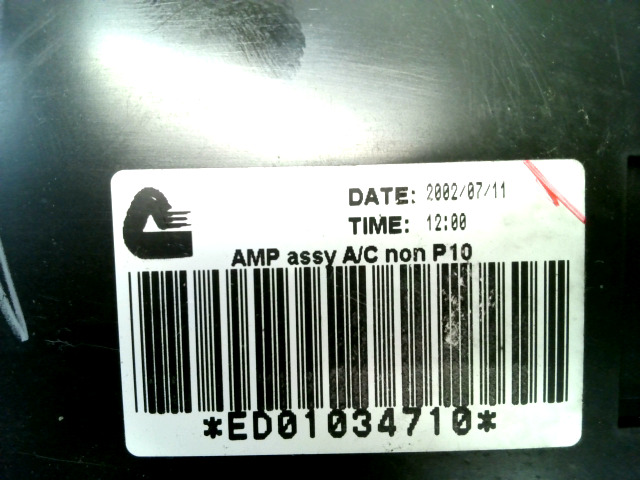 DATE: 2002/07/11
TIME: 12:00
AMP assy A/C non P10
*ED01034710*